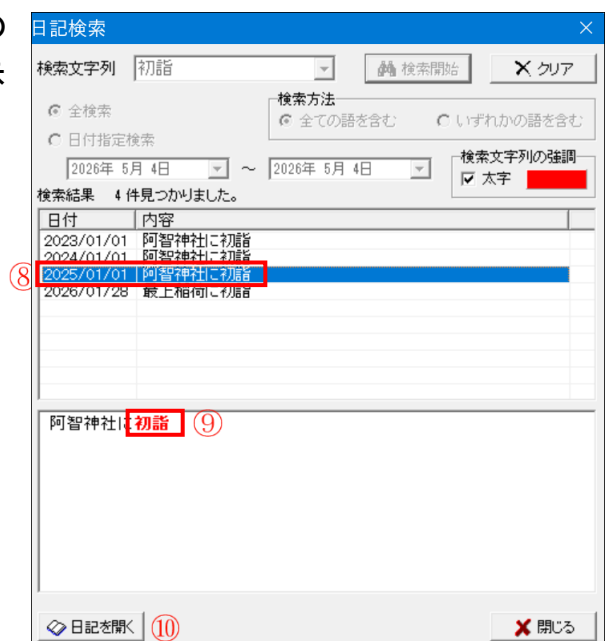 の
日記検索
検索文字列 初詣 検索開始 クリア
検索方法
全検索 全ての語を含む いずれかの語を含む
日付指定検索
2026年 5月 4日 ～ 2026年 5月 4日
検索文字列の強調
太字
検索結果 4 件見つかりました。
日付 内容
2023/01/01 阿智神社に初詣
2024/01/01 阿智神社に初詣
⑧ 2025/01/01 阿智神社に初詣
2026/01/28 最上稲荷に初詣
阿智神社に初詣 ⑨
日記を開く ⑩ 閉じる